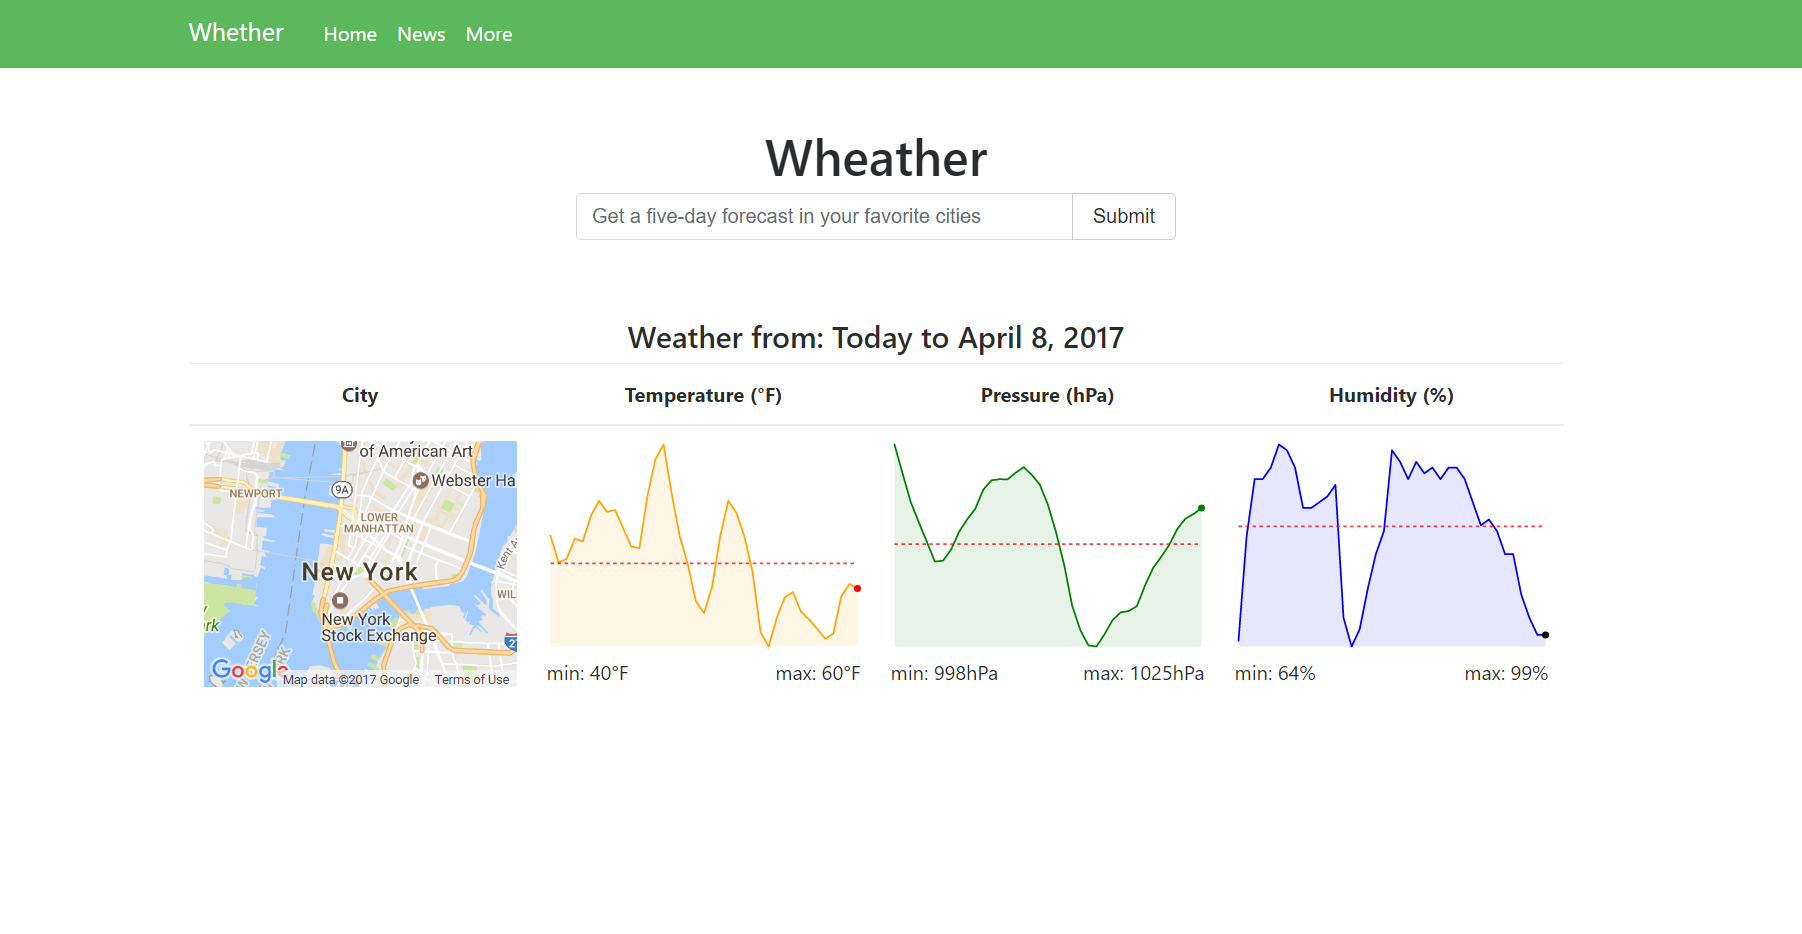 Whether Home News More
Wheather
Get a five-day forecast in your favorite cities Submit
Weather from: Today to April 8, 2017
City Temperature (°F) Pressure (hPa) Humidity (%)
of American Art
Webster Ha
9A
NEWPORT
LOWER
MANHATTAN
Kent Av
New York
WIL
New York
Stock Exchange
rk
JERSEY
RK
Google Map data ©2017 Google Terms of Use
min: 40°F max: 60°F min: 998hPa max: 1025hPa min: 64% max: 99%